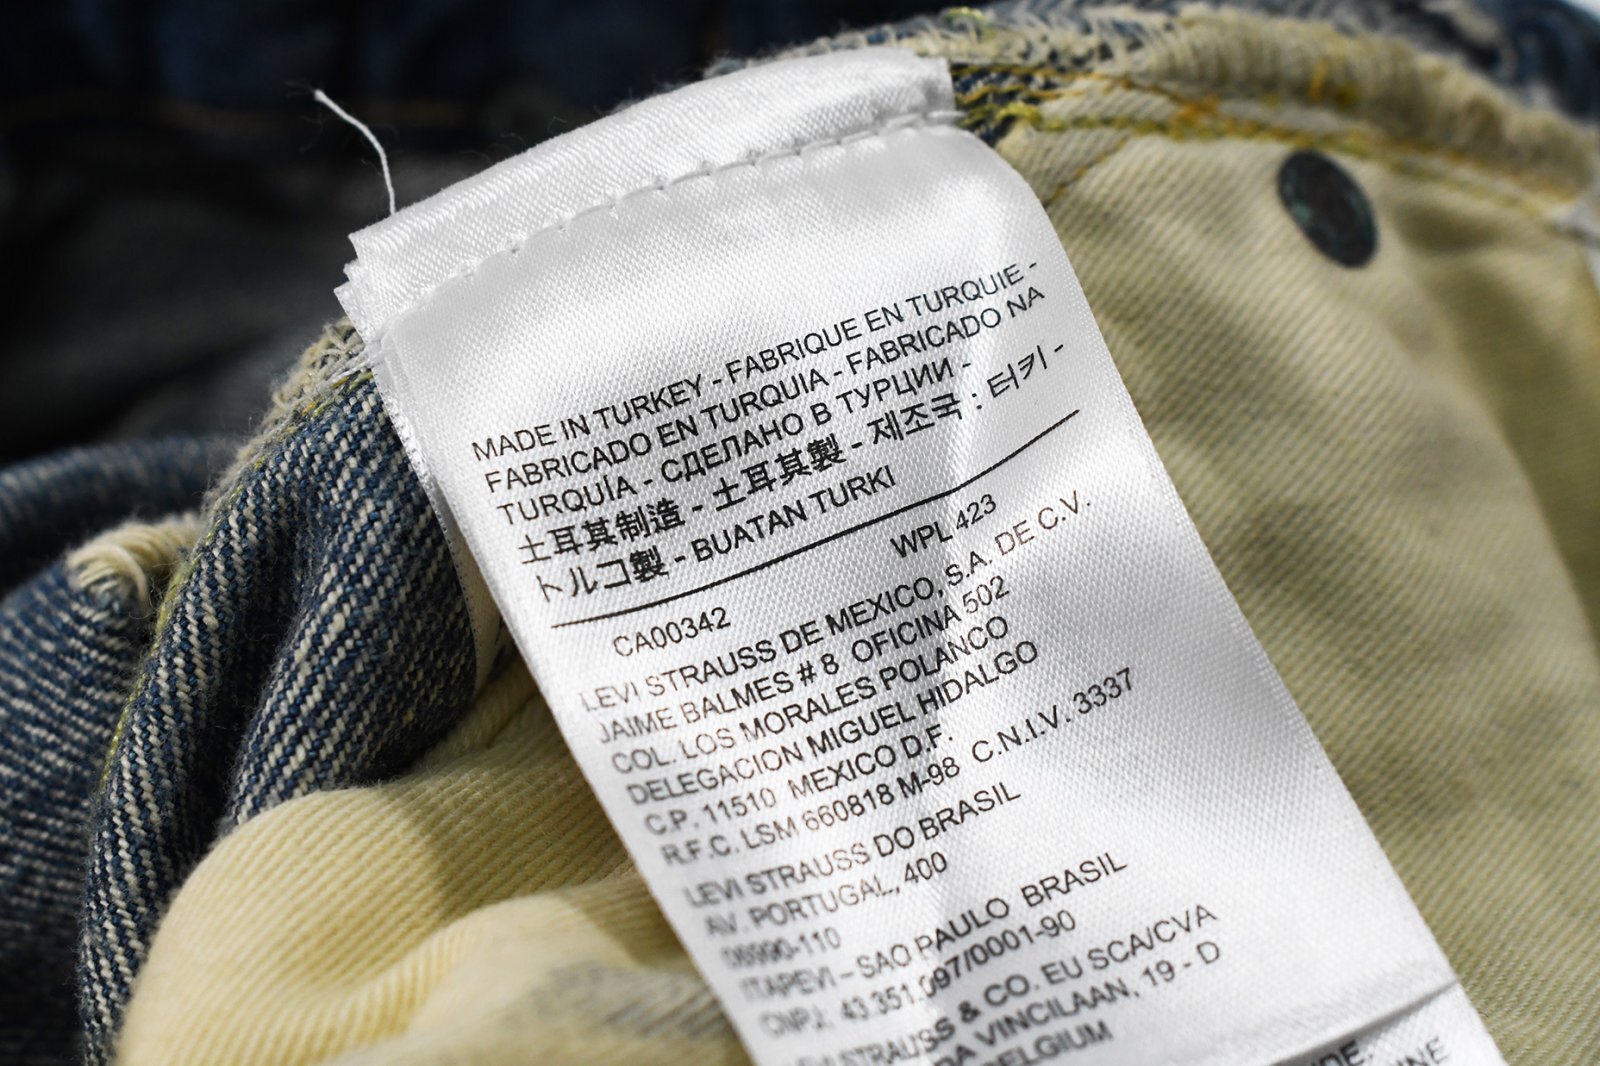 MADE IN TURKEY - FABRIQUE EN TURQUIE -
FABRICADO EN TURQUIA - FABRICADO NA
TURQUÍA - СДЕЛАНО В ТУРЦИИ -
土耳其制造 - 土耳其製 - 제조국 : 터키 -
トルコ製 - BUATAN TURKI
CA00342 WPL 423
LEVI STRAUSS DE MEXICO, S.A. DE C.V.
JAIME BALMES # 8 OFICINA 502
COL. LOS MORALES POLANCO
DELEGACION MIGUEL HIDALGO
C.P. 11510 MEXICO D.F.
R.F.C. LSM 660818 M-98 C.N.I.V. 3337
LEVI STRAUSS DO BRASIL
AV. PORTUGAL, 400
06690-110
ITAPEVI – SAO PAULO BRASIL
CNPJ: 43.351.097/0001-90
LEVI STRAUSS & CO. EU SCA/CVA
DA VINCILAAN, 19 - D
BELGIUM